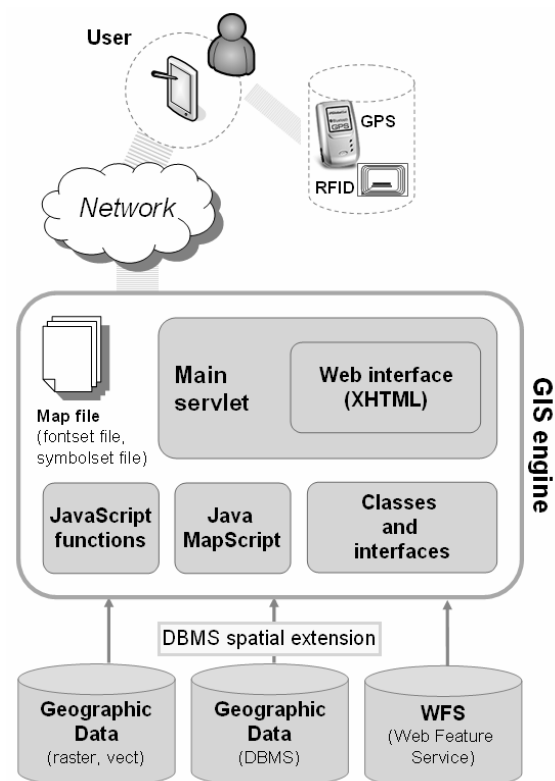 User
GPS
GPS
RFID
Network
Map file
(fontset file,
symbolset file)
Main
servlet
Web interface
(XHTML)
GIS engine
JavaScript
functions
Java
MapScript
Classes
and
interfaces
DBMS spatial extension
Geographic
Data
(raster, vect)
Geographic
Data
(DBMS)
WFS
(Web Feature
Service)